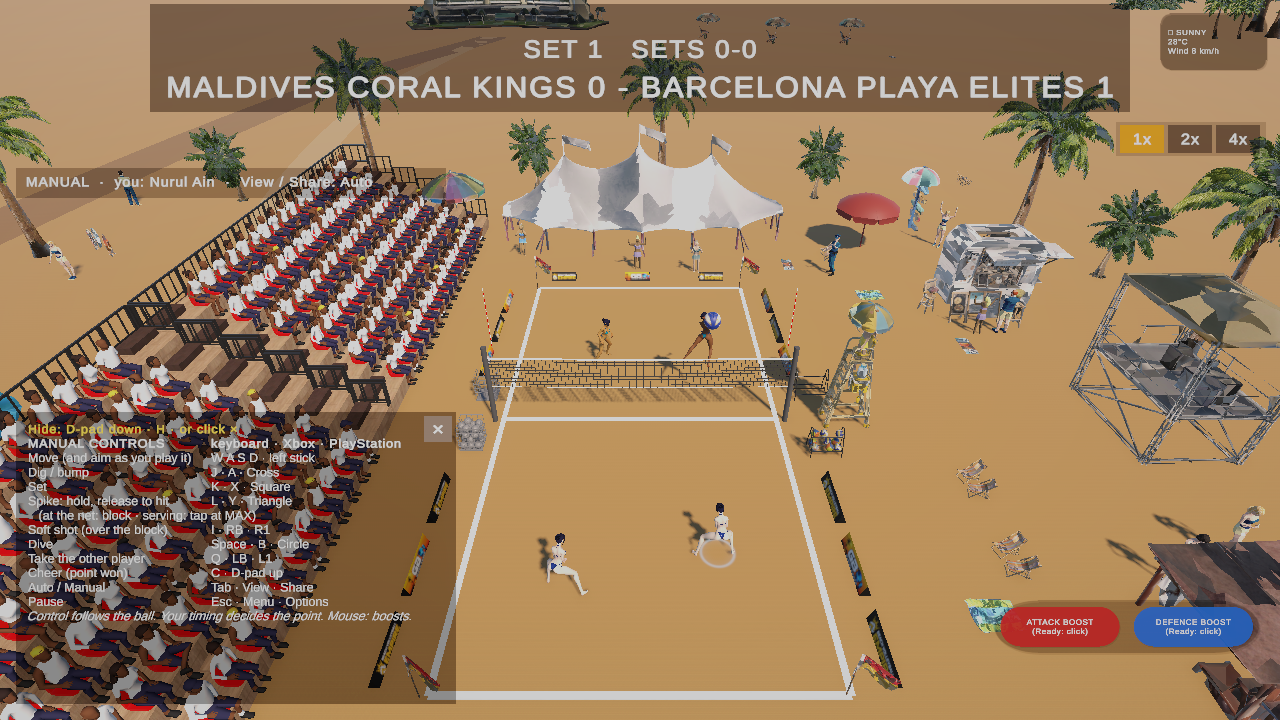 SET 1 SETS 0-0
MALDIVES CORAL KINGS 0 - BARCELONA PLAYA ELITES 1
SUNNY
28°C
Wind 8 km/h
1x 2x 4x
MANUAL · you: Nurul Ain · View / Share: Auto
Hide: D-pad down · H · or click ×
MANUAL CONTROLS keyboard · Xbox · PlayStation
Move (and aim as you play it) W A S D · left stick
Dig / bump J · A · Cross
Set K · X · Square
Spike: hold, release to hit L · Y · Triangle
(at the net: block · serving: tap at MAX)
Soft shot (over the block) I · RB · R1
Dive Space · B · Circle
Take the other player Q · LB · L1
Cheer (point won) C · D-pad up
Auto / Manual Tab · View · Share
Pause Esc · Menu · Options
Control follows the ball. Your timing decides the point. Mouse: boosts.
ATTACK BOOST
(Ready: click)
DEFENCE BOOST
(Ready: click)